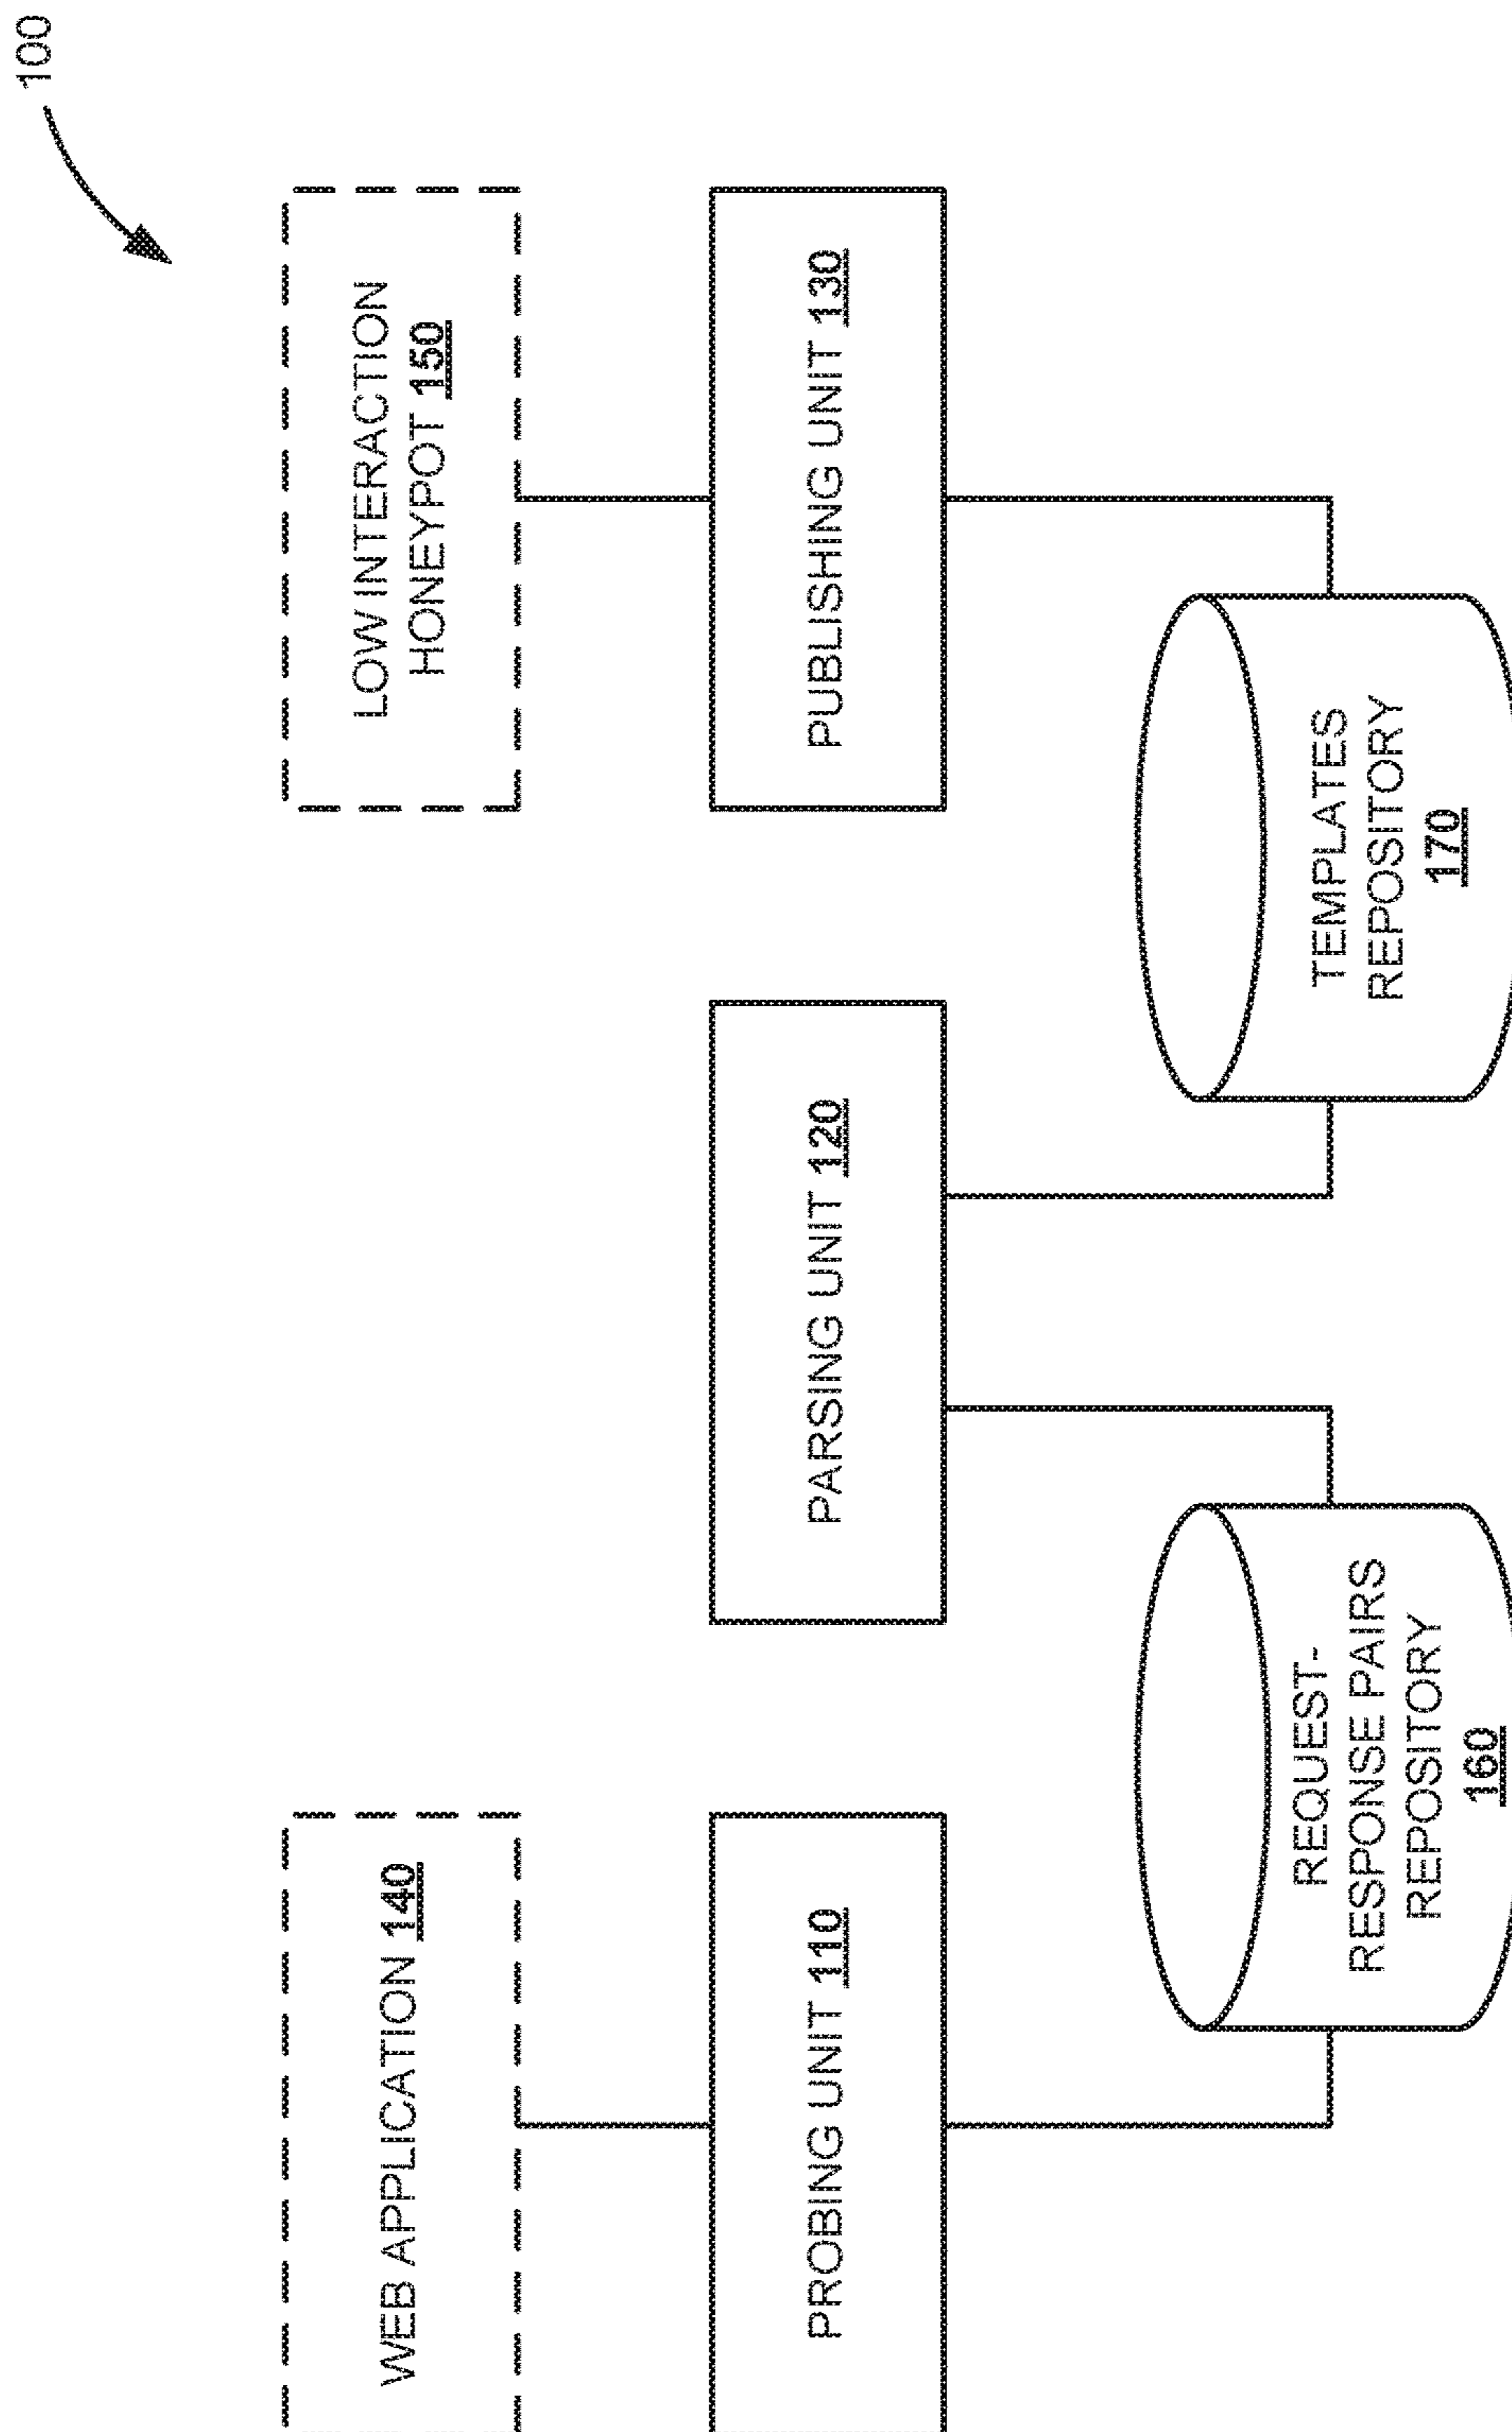 100
WEB APPLICATION 140
LOW INTERACTION
HONEYPOT 150
PROBING UNIT 110
PARSING UNIT 120
PUBLISHING UNIT 130
REQUEST-
RESPONSE PAIRS
REPOSITORY
160
TEMPLATES
REPOSITORY
170